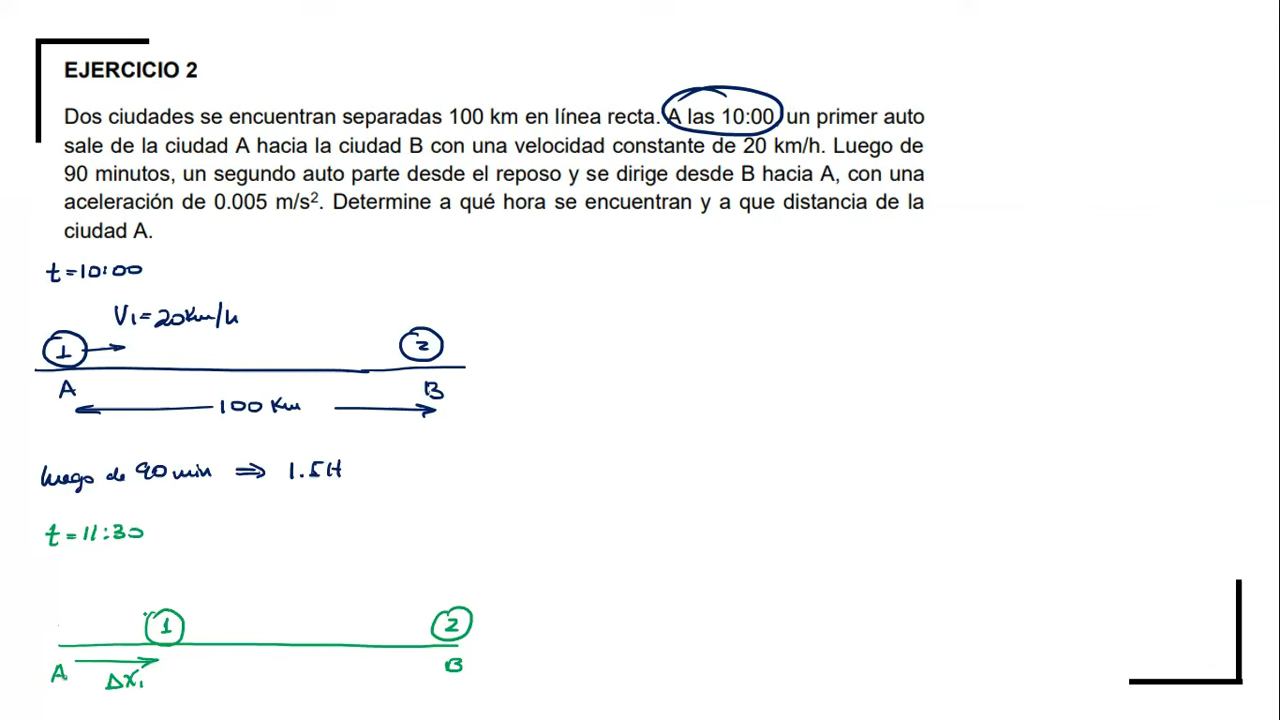 EJERCICIO 2
Dos ciudades se encuentran separadas 100 km en línea recta. A las 10:00 un primer auto
sale de la ciudad A hacia la ciudad B con una velocidad constante de 20 km/h. Luego de
90 minutos, un segundo auto parte desde el reposo y se dirige desde B hacia A, con una
aceleración de 0.005 m/s². Determine a qué hora se encuentran y a que distancia de la
ciudad A.
t=10:00
V₁=20Km/h
1 2
A B
100 Km
luego de 90 min ⇒ 1.5H
t=11:30
1 2
A B
ΔX₁